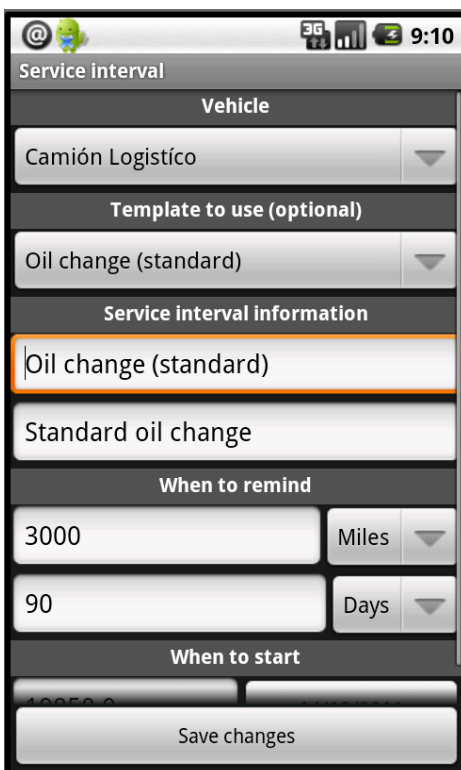 @
3G
9:10
Service interval
Vehicle
Camión Logistíco
Template to use (optional)
Oil change (standard)
Service interval information
Oil change (standard)
Standard oil change
When to remind
3000
Miles
90
Days
When to start
Save changes